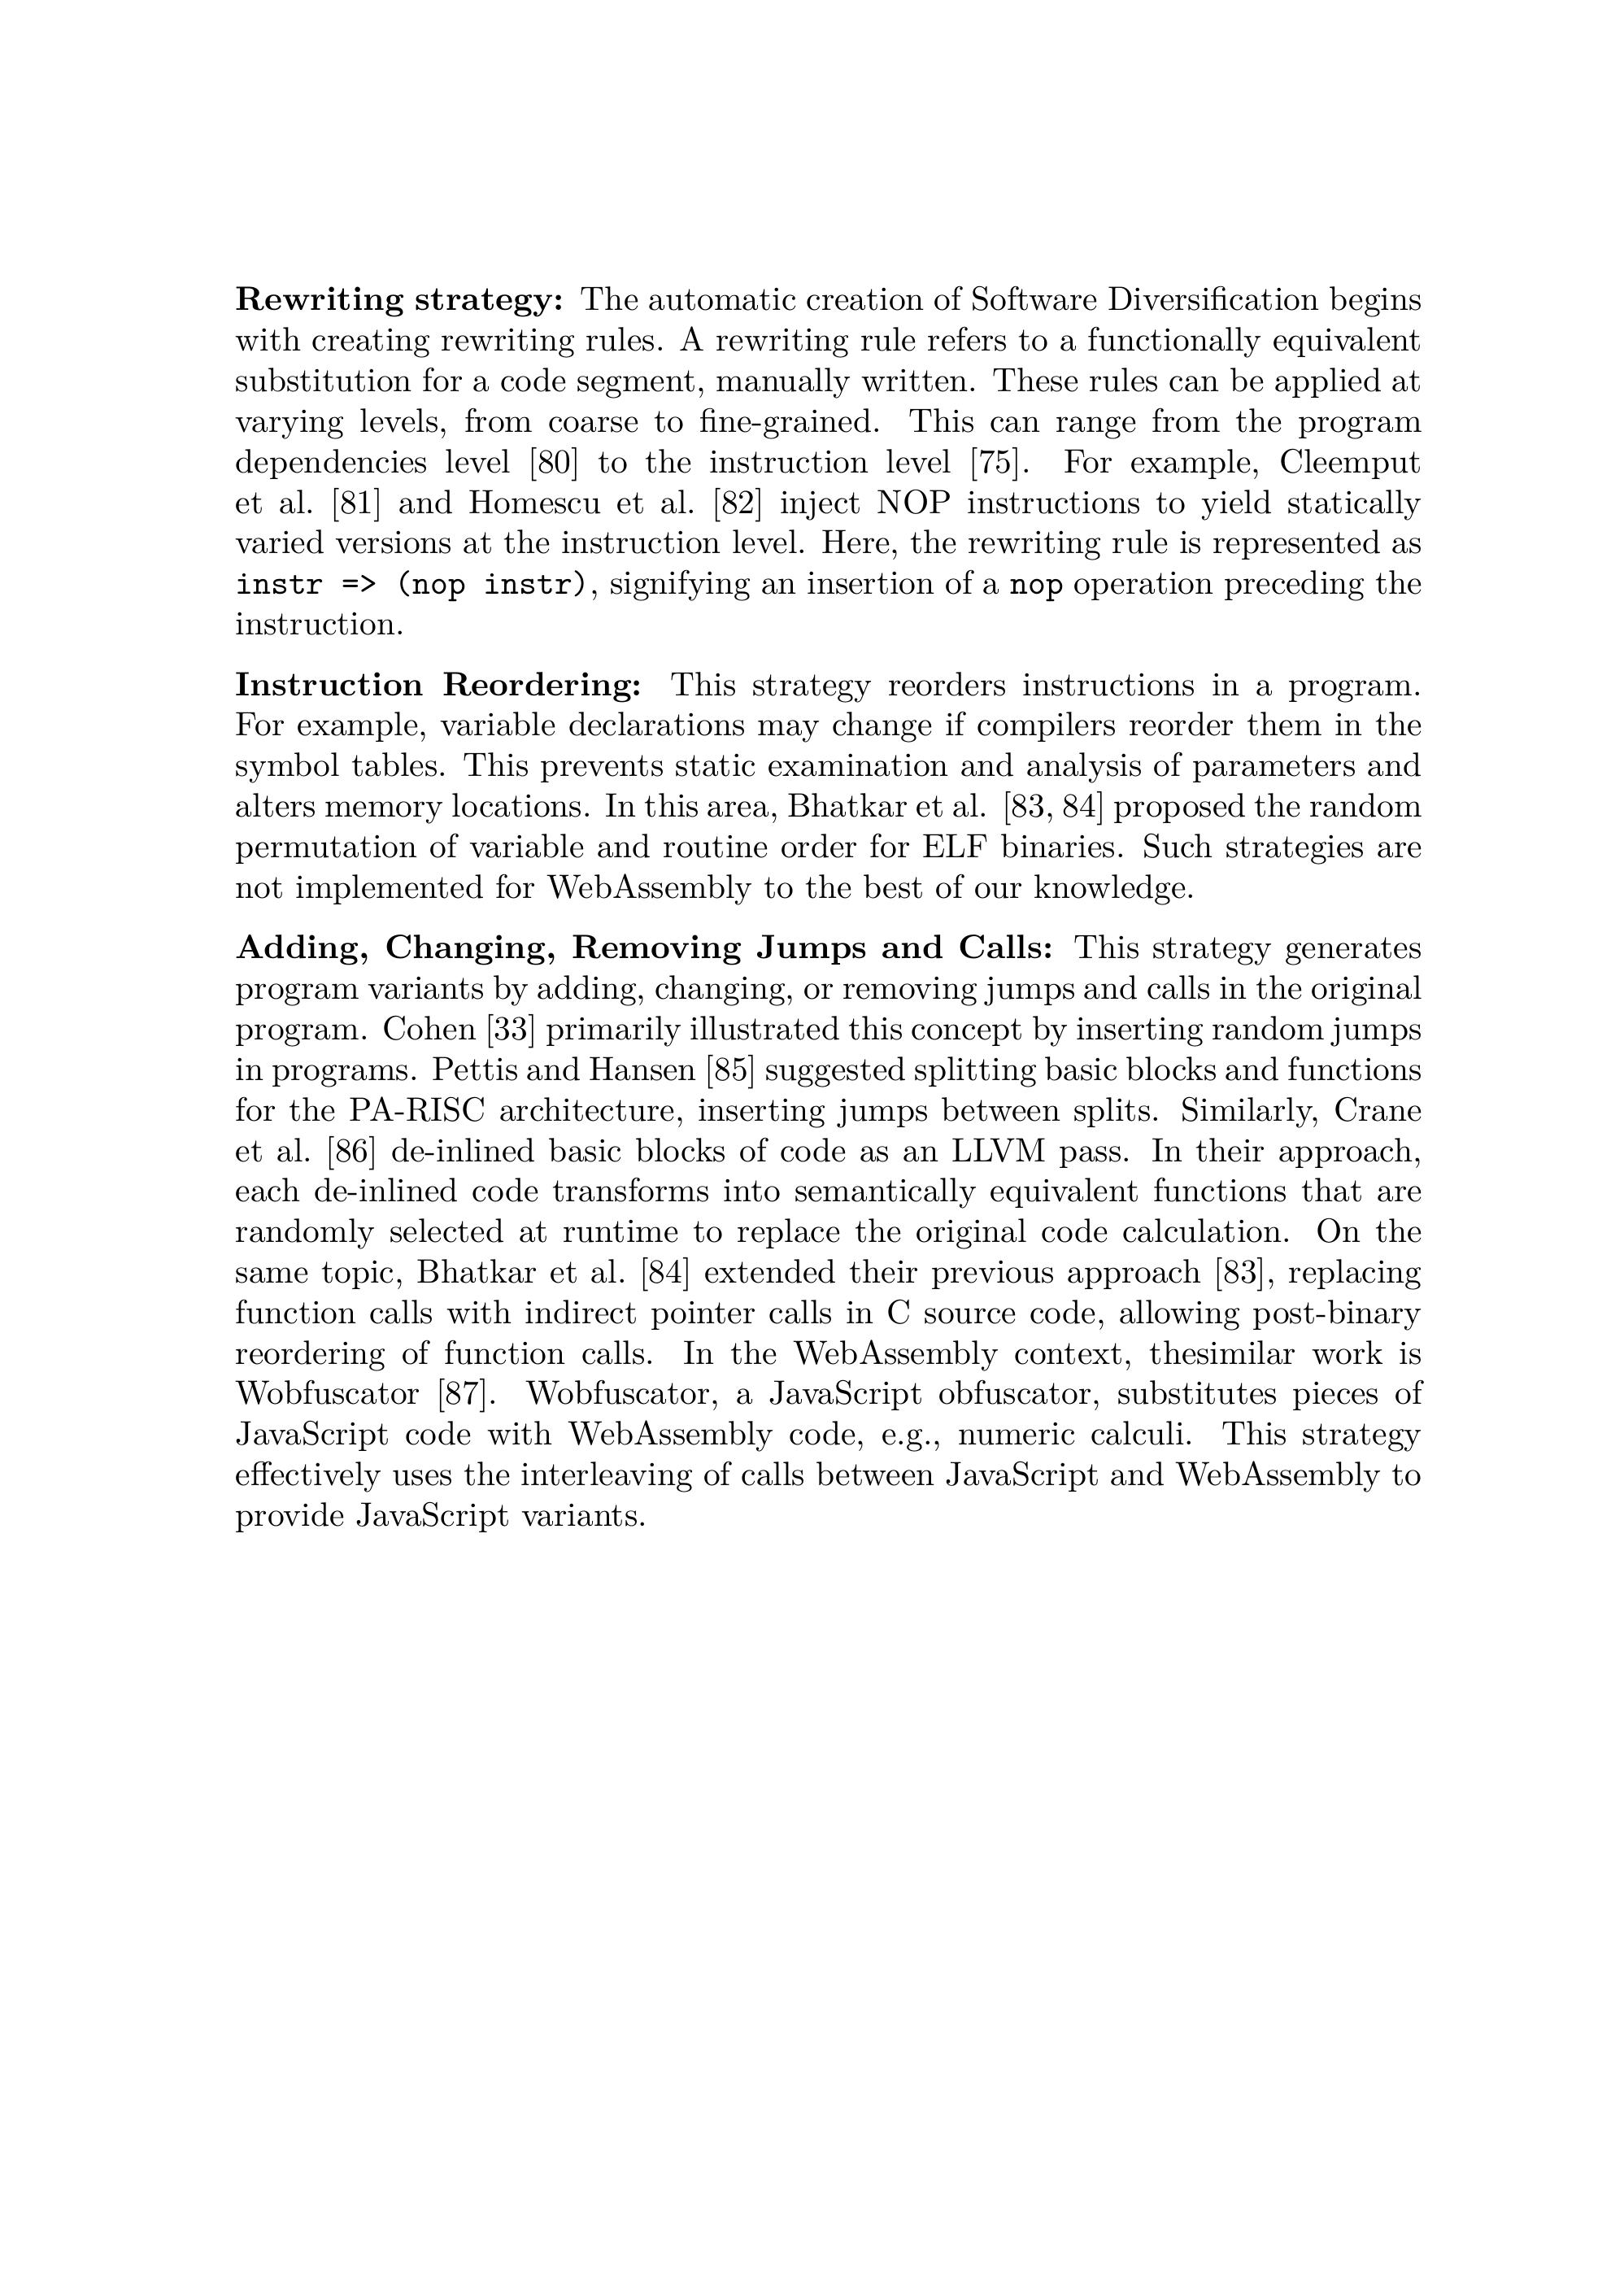 Rewriting strategy: The automatic creation of Software Diversification begins
with creating rewriting rules. A rewriting rule refers to a functionally equivalent
substitution for a code segment, manually written. These rules can be applied at
varying levels, from coarse to fine-grained. This can range from the program
dependencies level [80] to the instruction level [75]. For example, Cleemput
et al. [81] and Homescu et al. [82] inject NOP instructions to yield statically
varied versions at the instruction level. Here, the rewriting rule is represented as
instr => (nop instr), signifying an insertion of a nop operation preceding the
instruction.
Instruction Reordering: This strategy reorders instructions in a program.
For example, variable declarations may change if compilers reorder them in the
symbol tables. This prevents static examination and analysis of parameters and
alters memory locations. In this area, Bhatkar et al. [83, 84] proposed the random
permutation of variable and routine order for ELF binaries. Such strategies are
not implemented for WebAssembly to the best of our knowledge.
Adding, Changing, Removing Jumps and Calls: This strategy generates
program variants by adding, changing, or removing jumps and calls in the original
program. Cohen [33] primarily illustrated this concept by inserting random jumps
in programs. Pettis and Hansen [85] suggested splitting basic blocks and functions
for the PA-RISC architecture, inserting jumps between splits. Similarly, Crane
et al. [86] de-inlined basic blocks of code as an LLVM pass. In their approach,
each de-inlined code transforms into semantically equivalent functions that are
randomly selected at runtime to replace the original code calculation. On the
same topic, Bhatkar et al. [84] extended their previous approach [83], replacing
function calls with indirect pointer calls in C source code, allowing post-binary
reordering of function calls. In the WebAssembly context, thesimilar work is
Wobfuscator [87]. Wobfuscator, a JavaScript obfuscator, substitutes pieces of
JavaScript code with WebAssembly code, e.g., numeric calculi. This strategy
effectively uses the interleaving of calls between JavaScript and WebAssembly to
provide JavaScript variants.